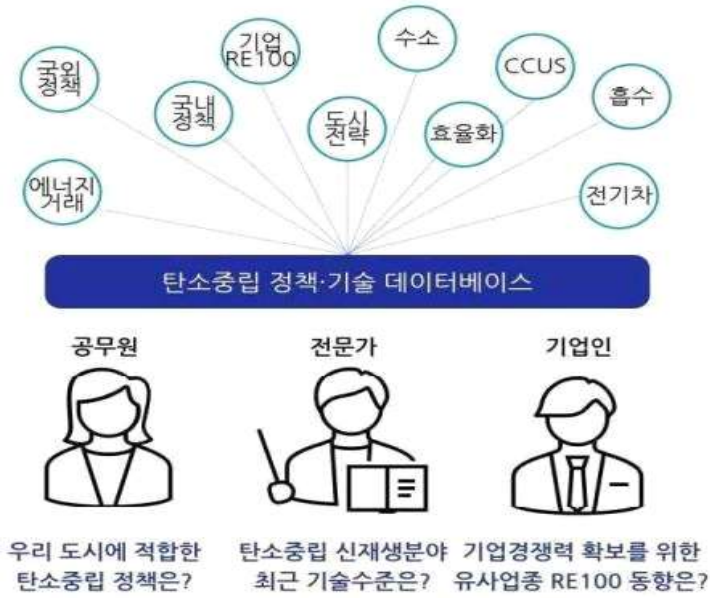 국외
정책
국내
정책
기업
RE100
도시
전략
수소
효율화
CCUS
흡수
에너지
거래
전기차
탄소중립 정책·기술 데이터베이스
공무원
전문가
기업인
우리 도시에 적합한
탄소중립 정책은?
탄소중립 신재생분야
최근 기술수준은?
기업경쟁력 확보를 위한
유사업종 RE100 동향은?